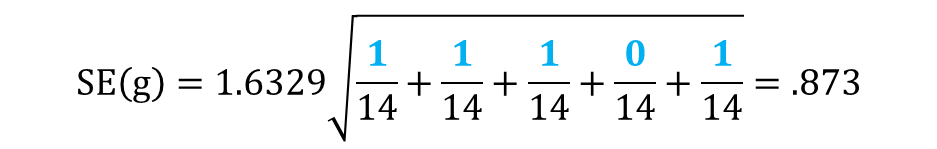 SE(g) = 1.6329 √(1/14 + 1/14 + 1/14 + 0/14 + 1/14) = .873